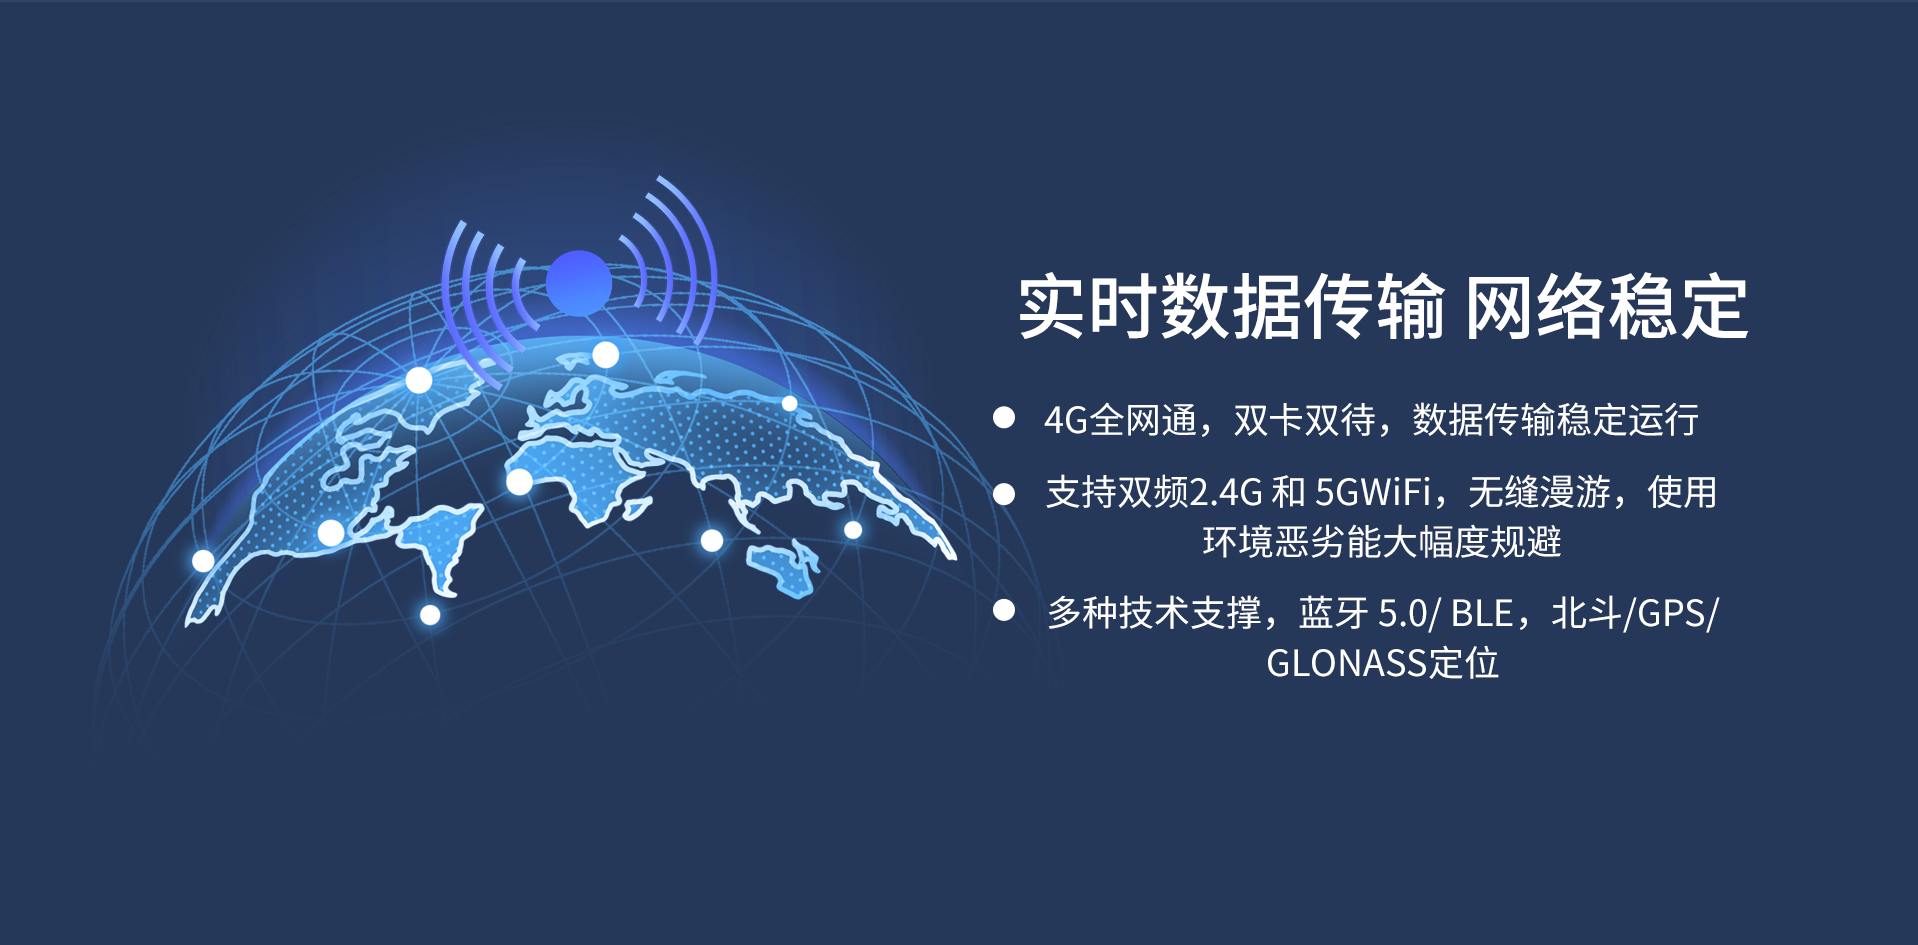 实时数据传输 网络稳定
4G全网通，双卡双待，数据传输稳定运行
支持双频2.4G 和 5GWiFi，无缝漫游，使用
环境恶劣能大幅度规避
多种技术支撑，蓝牙 5.0/ BLE，北斗/GPS/
GLONASS定位